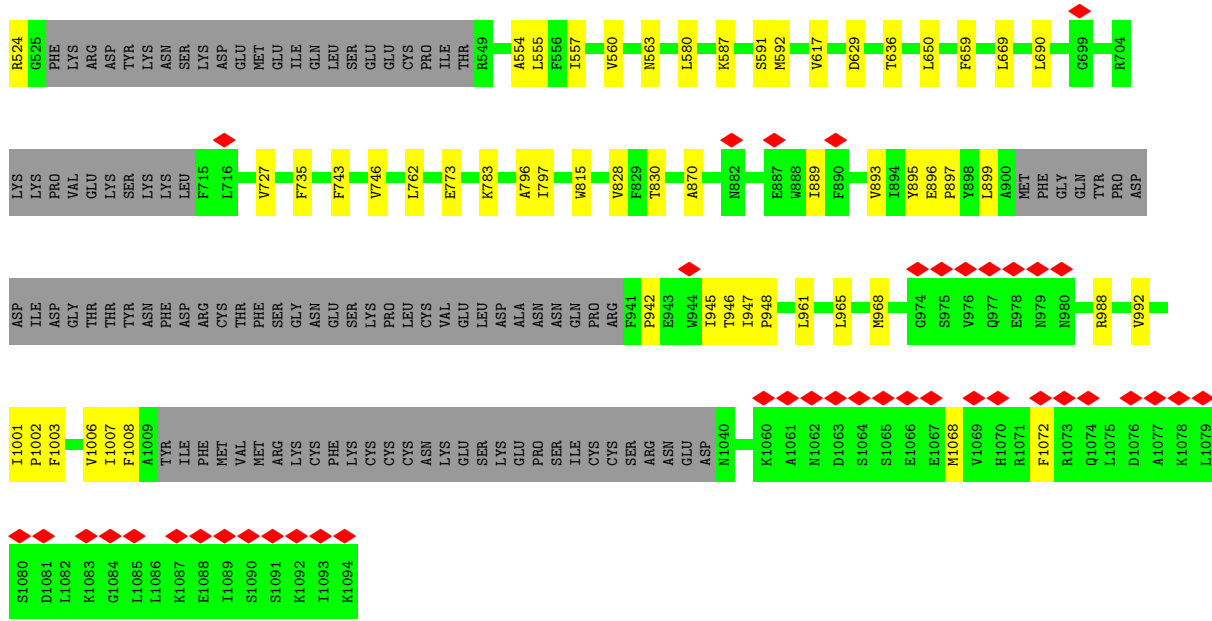 R524 G525 PHE LYS ARG ASP TYR LYS ASN SER LYS ASP GLU MET GLU ILE GLN LEU SER GLU GLU CYS PRO ILE THR R549 A554 L555 F556 I557 V560 N563 L580 K587 S591 M592 V617 D629 T636 L650 F659 L669 L690 G699 R704
LYS LYS PRO VAL GLU LYS SER LYS LYS LEU F715 L716 V727 F735 F743 V746 L762 E773 K783 A796 I797 W815 V828 F829 T830 A870 N882 E887 W888 I889 F890 V893 I894 Y895 E896 P897 Y898 L899 A900 MET PHE GLY GLN TYR PRO ASP
ASP ILE ASP GLY THR THR TYR ASN PHE ASP ARG CYS THR PHE SER GLY ASN GLU SER LYS PRO LEU CYS VAL GLU LEU ASP ALA ASN ASN GLN PRO ARG F941 P942 E943 W944 I945 T946 I947 P948 L961 L965 M968 G974 S975 V976 Q977 E978 N979 N980 R988 V992
I1001 P1002 F1003 V1006 I1007 F1008 A1009 TYR ILE PHE MET VAL MET ARG LYS CYS PHE LYS CYS CYS CYS ASN LYS GLU SER LYS GLU PRO SER ILE CYS CYS SER ARG ASN GLU ASP N1040 K1060 A1061 N1062 D1063 S1064 S1065 E1066 E1067 M1068 V1069 H1070 R1071 F1072 R1073 Q1074 L1075 D1076 A1077 K1078 L1079
S1080 D1081 L1082 K1083 G1084 L1085 L1086 K1087 E1088 I1089 S1090 S1091 K1092 I1093 K1094